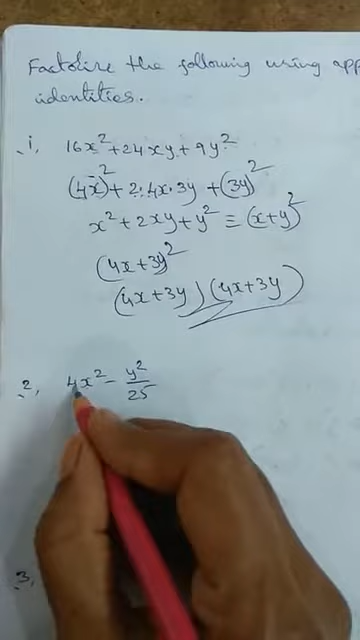 Factorize the following using app
identities.
1, 16x² + 24xy + 9y²
(4x)² + 2·4x·3y + (3y)²
x² + 2xy + y² ≡ (x+y)²
(4x+3y)²
(4x+3y)(4x+3y)
2, 4x² - y²/25
3,